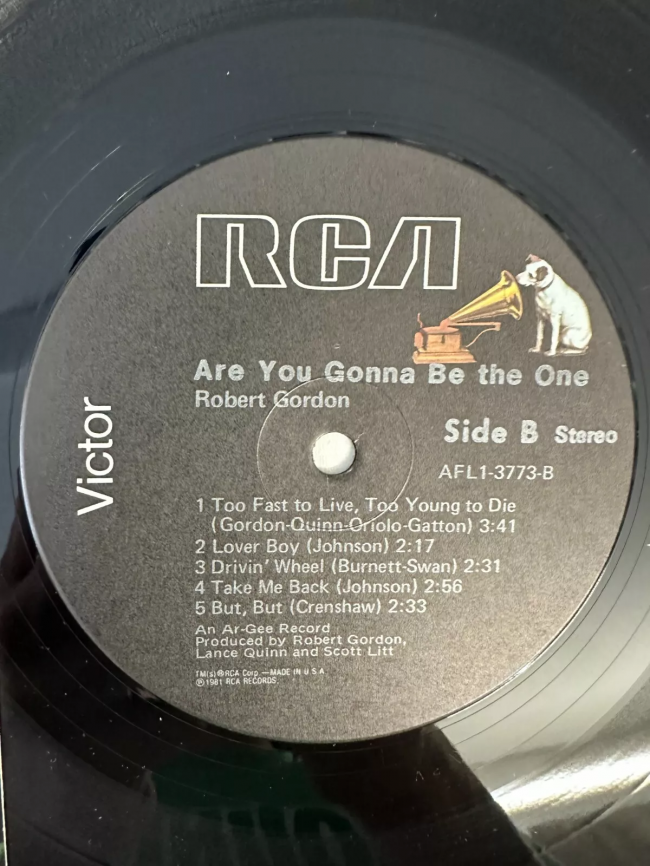 RCA
Are You Gonna Be the One
Robert Gordon
Victor
Side B Stereo
AFL1-3773-B
1 Too Fast to Live, Too Young to Die
(Gordon-Quinn-Oriolo-Gatton) 3:41
2 Lover Boy (Johnson) 2:17
3 Drivin' Wheel (Burnett-Swan) 2:31
4 Take Me Back (Johnson) 2:56
5 But, But (Crenshaw) 2:33
An Ar-Gee Record
Produced by Robert Gordon,
Lance Quinn and Scott Litt
TM(s)®RCA Corp.—MADE IN U.S.A.
℗1981 RCA RECORDS.